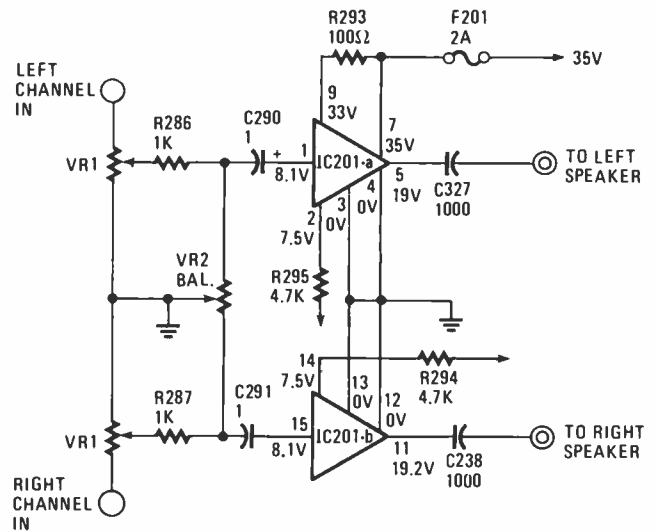 R293
100Ω
F201
2A
35V
LEFT
CHANNEL
IN
9
33V
7
35V
R286
1K
C290
1
+
1
8.1V
IC201-a
VR1
5
19V
4
0V
3
0V
2
7.5V
C327
1000
TO LEFT
SPEAKER
VR2
BAL.
R295
4.7K
14
7.5V
13
0V
12
0V
R294
4.7K
R287
1K
C291
1
15
8.1V
IC201-b
VR1
11
19.2V
C238
1000
TO RIGHT
SPEAKER
RIGHT
CHANNEL
IN